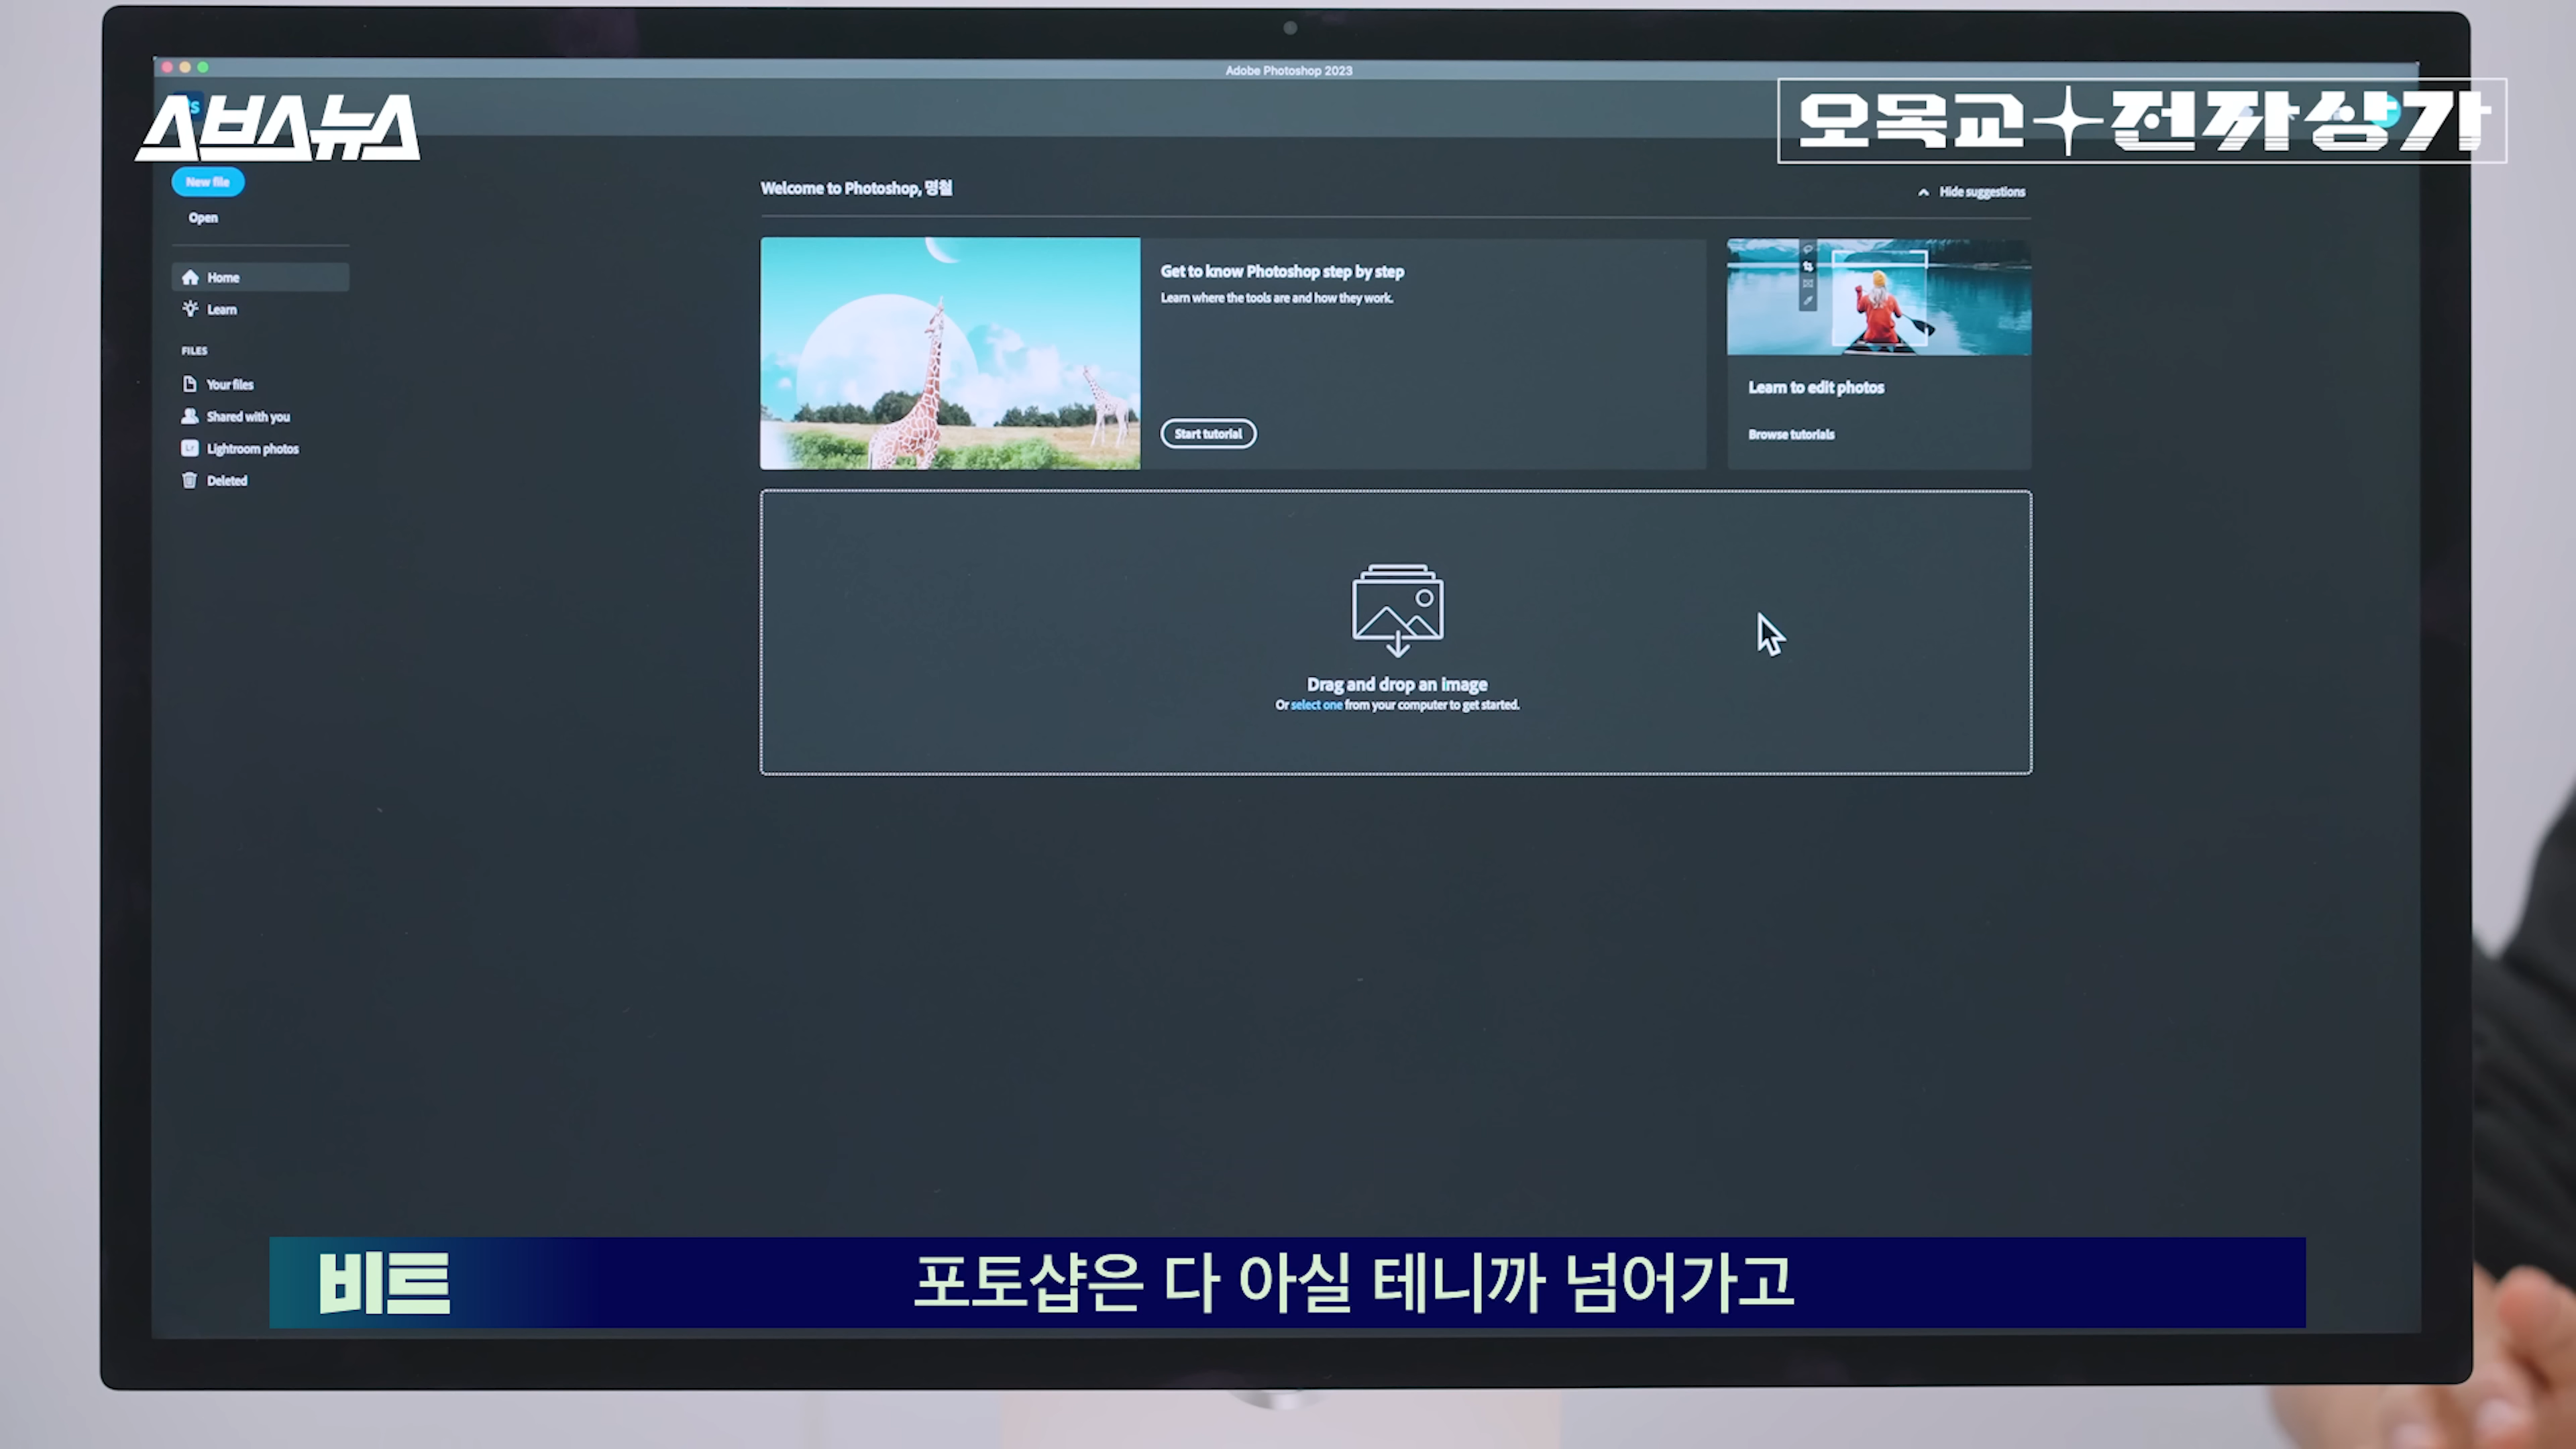 Adobe Photoshop 2023
스브스뉴스
오목교 전자상가
New file
Open
Home
Learn
FILES
Your files
Shared with you
Lr Lightroom photos
Deleted
Welcome to Photoshop, 명철
Hide suggestions
Get to know Photoshop step by step
Learn where the tools are and how they work.
Start tutorial
Learn to edit photos
Browse tutorials
Drag and drop an image
Or select one from your computer to get started.
비트
포토샵은 다 아실 테니까 넘어가고